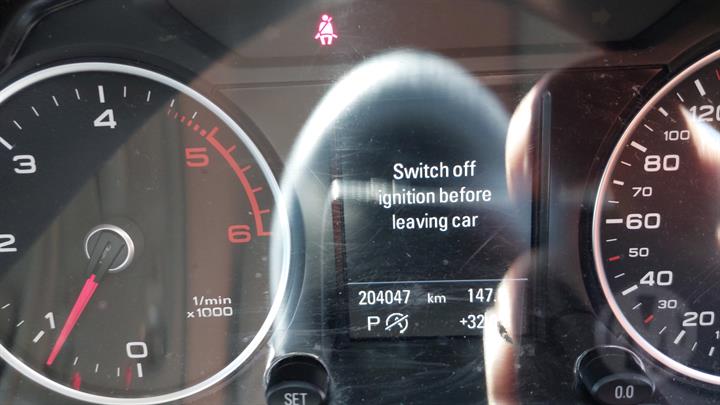 Switch off
ignition before
leaving car
204047 km 147.
P +32
0 1 2 3 4 5 6
1/min
x1000
20 30 40 50 60 70 80 100 120
SET
0.0